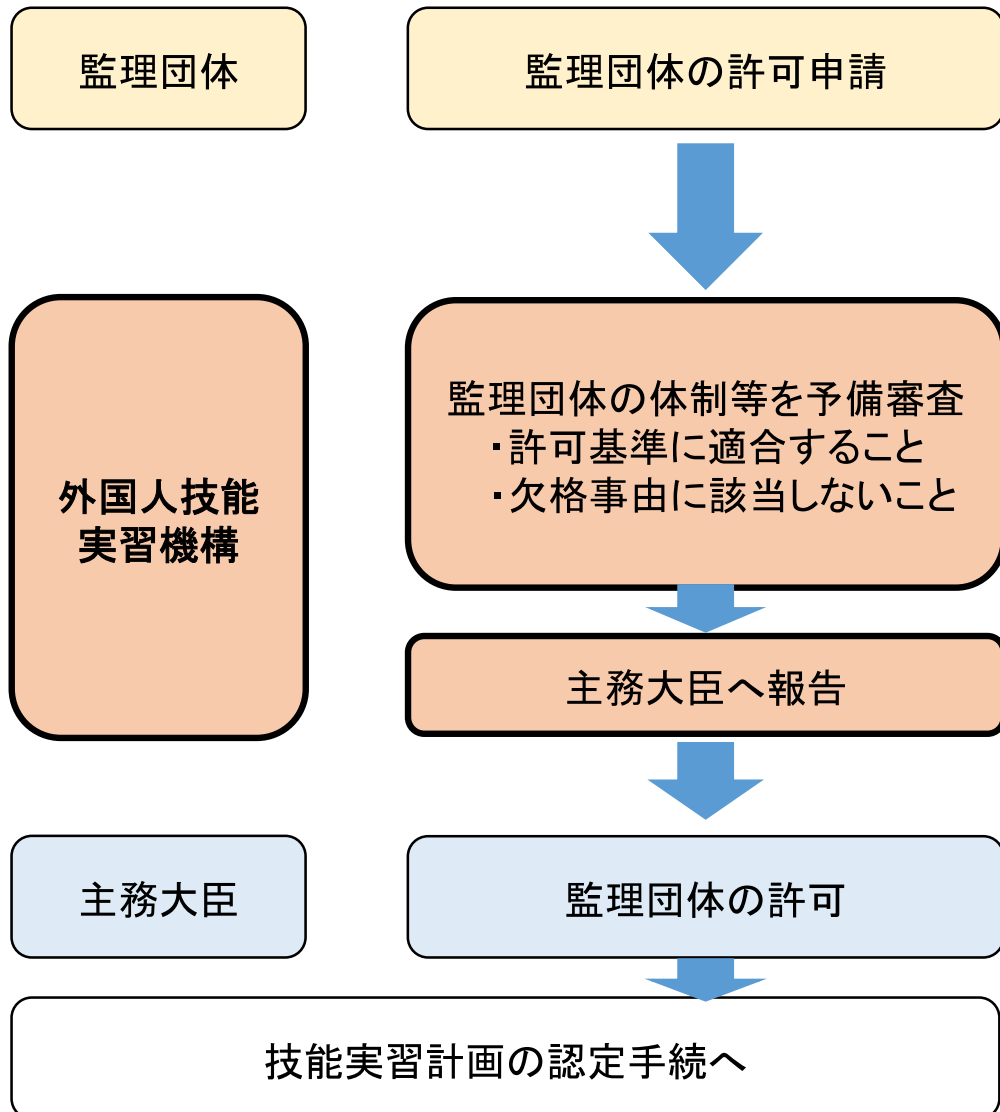 監理団体
監理団体の許可申請
外国人技能
実習機構
監理団体の体制等を予備審査
・許可基準に適合すること
・欠格事由に該当しないこと
主務大臣へ報告
主務大臣
監理団体の許可
技能実習計画の認定手続へ